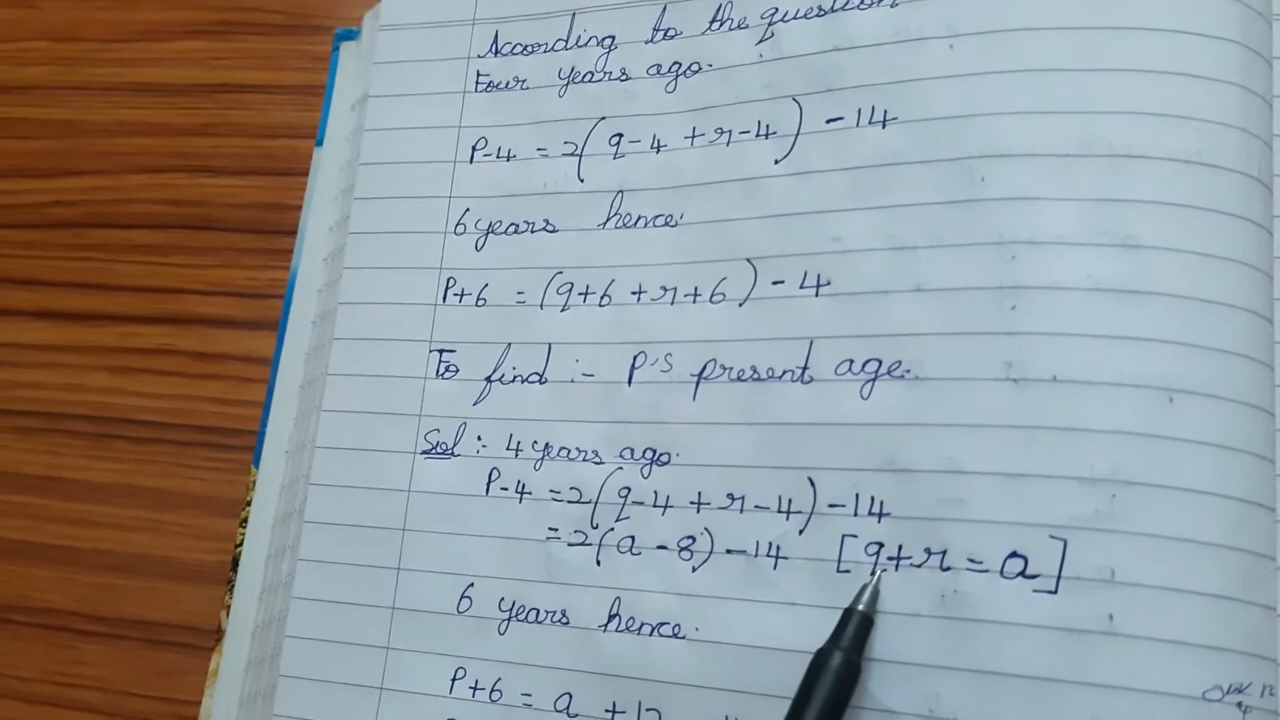 According to the question
Four years ago.
P-4 = 2(q-4 + r-4) -14
6 years hence.
P+6 = (q+6 + r+6) - 4
To find :- P's present age.
Sol :- 4 years ago.
P-4 = 2(q-4 + r-4) -14
= 2(a-8) -14 [q+r = a]
6 years hence.
P+6 = a +12